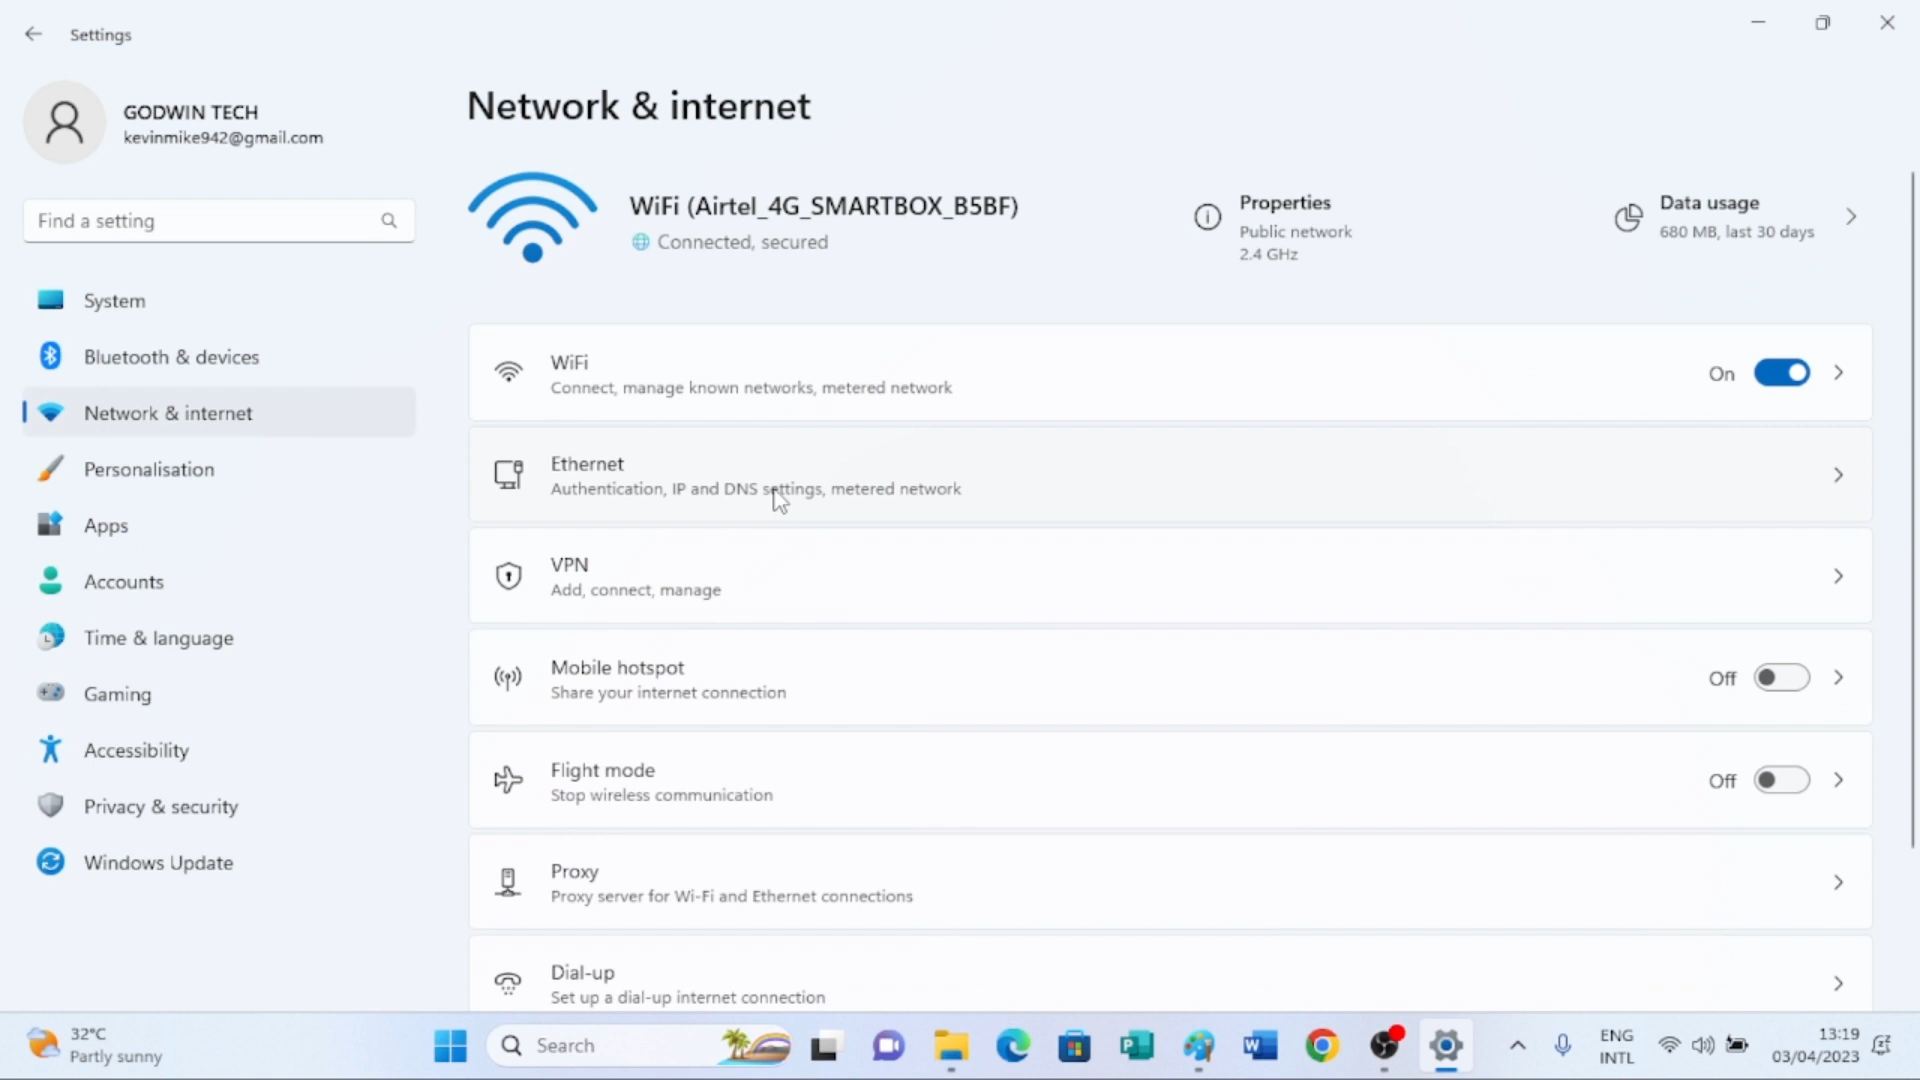 Settings
GODWIN TECH
kevinmike942@gmail.com
Find a setting
System
Bluetooth & devices
Network & internet
Personalisation
Apps
Accounts
Time & language
Gaming
Accessibility
Privacy & security
Windows Update
Network & internet
WiFi (Airtel_4G_SMARTBOX_B5BF)
Connected, secured
Properties
Public network
2.4 GHz
Data usage
680 MB, last 30 days
WiFi
Connect, manage known networks, metered network
On
Ethernet
Authentication, IP and DNS settings, metered network
VPN
Add, connect, manage
Mobile hotspot
Share your internet connection
Off
Flight mode
Stop wireless communication
Off
Proxy
Proxy server for Wi-Fi and Ethernet connections
Dial-up
Set up a dial-up internet connection
32°C
Partly sunny
Search
ENG
INTL
13:19
03/04/2023